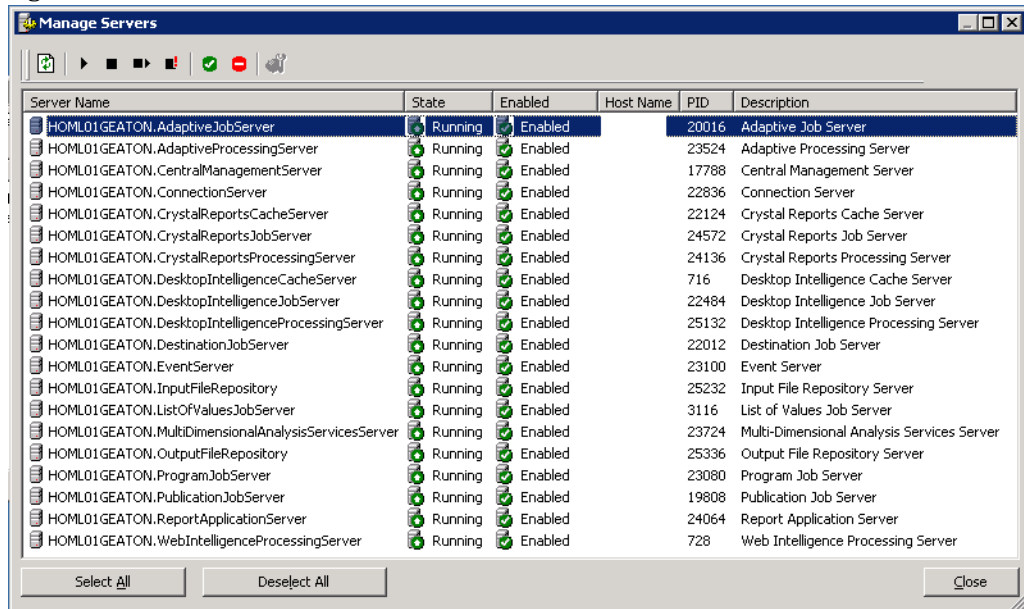 Manage Servers
Server Name State Enabled Host Name PID Description
HOML01GEATON.AdaptiveJobServer Running Enabled 20016 Adaptive Job Server
HOML01GEATON.AdaptiveProcessingServer Running Enabled 23524 Adaptive Processing Server
HOML01GEATON.CentralManagementServer Running Enabled 17788 Central Management Server
HOML01GEATON.ConnectionServer Running Enabled 22836 Connection Server
HOML01GEATON.CrystalReportsCacheServer Running Enabled 22124 Crystal Reports Cache Server
HOML01GEATON.CrystalReportsJobServer Running Enabled 24572 Crystal Reports Job Server
HOML01GEATON.CrystalReportsProcessingServer Running Enabled 24136 Crystal Reports Processing Server
HOML01GEATON.DesktopIntelligenceCacheServer Running Enabled 716 Desktop Intelligence Cache Server
HOML01GEATON.DesktopIntelligenceJobServer Running Enabled 22484 Desktop Intelligence Job Server
HOML01GEATON.DesktopIntelligenceProcessingServer Running Enabled 25132 Desktop Intelligence Processing Server
HOML01GEATON.DestinationJobServer Running Enabled 22012 Destination Job Server
HOML01GEATON.EventServer Running Enabled 23100 Event Server
HOML01GEATON.InputFileRepository Running Enabled 25232 Input File Repository Server
HOML01GEATON.ListOfValuesJobServer Running Enabled 3116 List of Values Job Server
HOML01GEATON.MultiDimensionalAnalysisServicesServer Running Enabled 23724 Multi-Dimensional Analysis Services Server
HOML01GEATON.OutputFileRepository Running Enabled 25336 Output File Repository Server
HOML01GEATON.ProgramJobServer Running Enabled 23080 Program Job Server
HOML01GEATON.PublicationJobServer Running Enabled 19808 Publication Job Server
HOML01GEATON.ReportApplicationServer Running Enabled 24064 Report Application Server
HOML01GEATON.WebIntelligenceProcessingServer Running Enabled 728 Web Intelligence Processing Server
Select All Deselect All Close